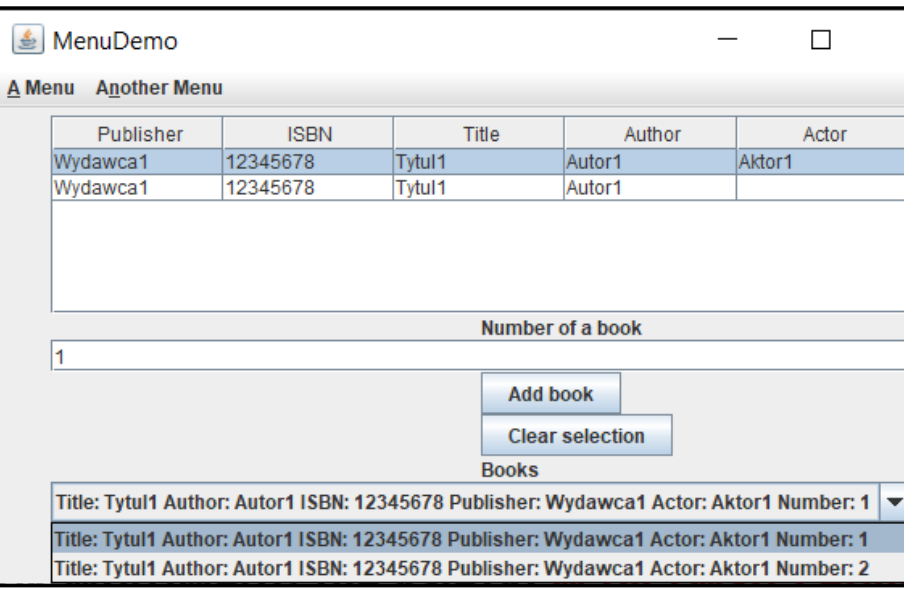 MenuDemo
A Menu Another Menu
Publisher ISBN Title Author Actor
Wydawca1 12345678 Tytul1 Autor1 Aktor1
Wydawca1 12345678 Tytul1 Autor1
Number of a book
1
Add book
Clear selection
Books
Title: Tytul1 Author: Autor1 ISBN: 12345678 Publisher: Wydawca1 Actor: Aktor1 Number: 1
Title: Tytul1 Author: Autor1 ISBN: 12345678 Publisher: Wydawca1 Actor: Aktor1 Number: 1
Title: Tytul1 Author: Autor1 ISBN: 12345678 Publisher: Wydawca1 Actor: Aktor1 Number: 2